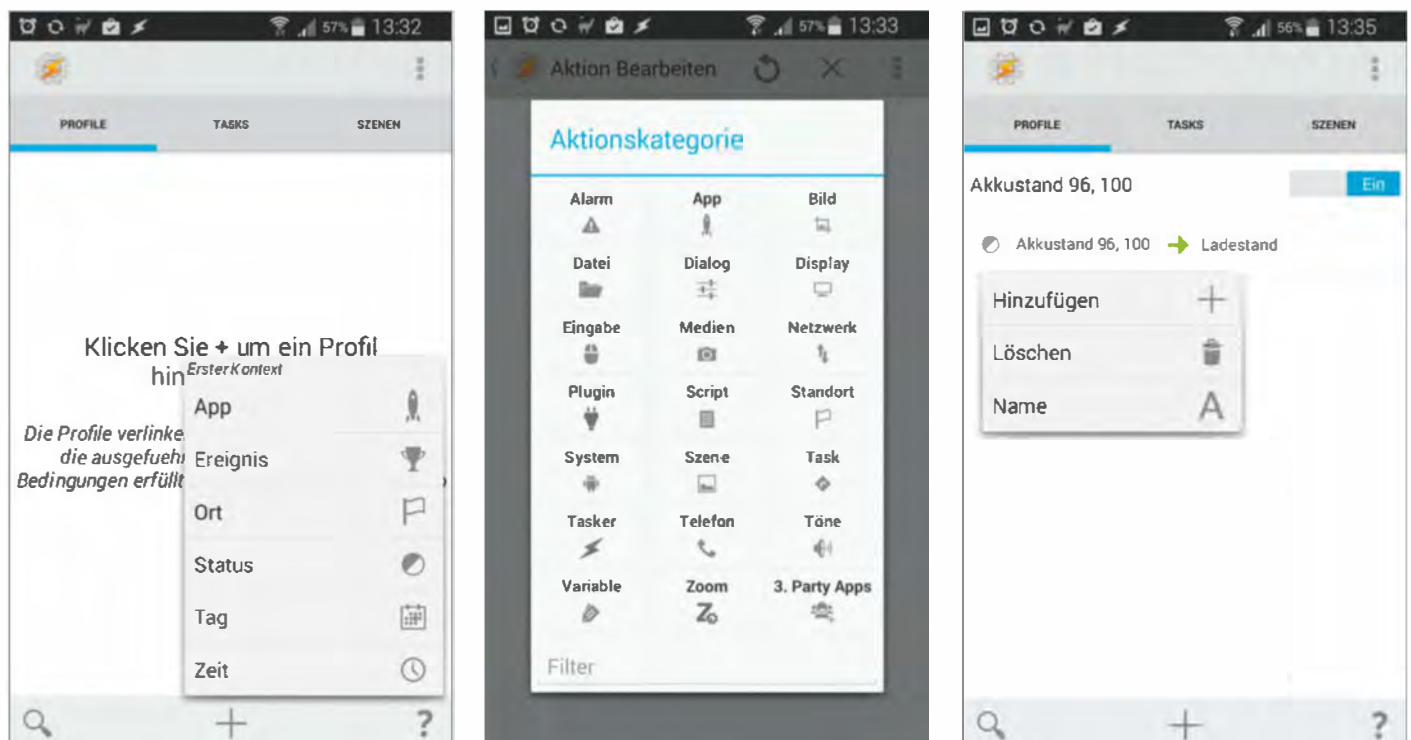 57% 13:32
PROFILE TASKS SZENEN
Klicken Sie + um ein Profil
hin
Erster Kontext
App
Die Profile verlinke
Ereignis
die ausgefuehr
Bedingungen erfüllt
Ort
Status
Tag
Zeit
?
57% 13:33
Aktion Bearbeiten
Aktionskategorie
Alarm App Bild
Datei Dialog Display
Eingabe Medien Netzwerk
Plugin Script Standort
System Szene Task
Tasker Telefon Töne
Variable Zoom 3. Party Apps
Filter
56% 13:35
PROFILE TASKS SZENEN
Akkustand 96, 100 Ein
Akkustand 96, 100 Ladestand
Hinzufügen
Löschen
Name
?